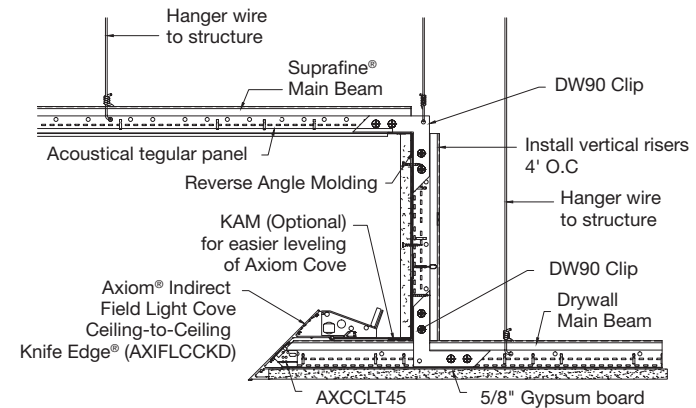 Hanger wire
to structure
Suprafine®
Main Beam
DW90 Clip
Acoustical tegular panel
Install vertical risers
4' O.C
Reverse Angle Molding
Hanger wire
to structure
KAM (Optional)
for easier leveling
of Axiom Cove
DW90 Clip
Axiom® Indirect
Field Light Cove
Ceiling-to-Ceiling
Knife Edge® (AXIFLCCKD)
Drywall
Main Beam
AXCCLT45
5/8" Gypsum board